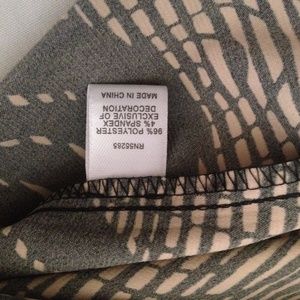 RN55285
96% POLYESTER
4% SPANDEX
EXCLUSIVE OF
DECORATION
MADE IN CHINA